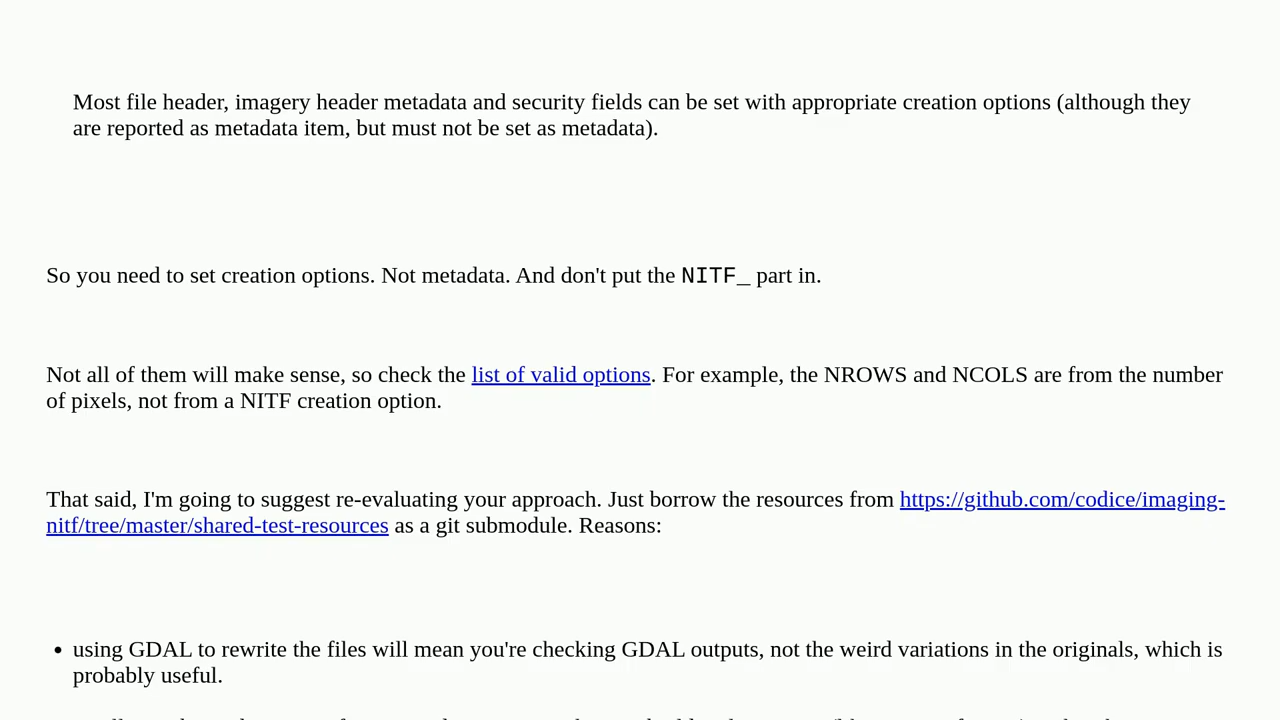 Most file header, imagery header metadata and security fields can be set with appropriate creation options (although they
are reported as metadata item, but must not be set as metadata).
So you need to set creation options. Not metadata. And don't put the NITF_ part in.
Not all of them will make sense, so check the list of valid options. For example, the NROWS and NCOLS are from the number
of pixels, not from a NITF creation option.
That said, I'm going to suggest re-evaluating your approach. Just borrow the resources from https://github.com/codice/imaging-
nitf/tree/master/shared-test-resources as a git submodule. Reasons:
• using GDAL to rewrite the files will mean you're checking GDAL outputs, not the weird variations in the originals, which is
probably useful.